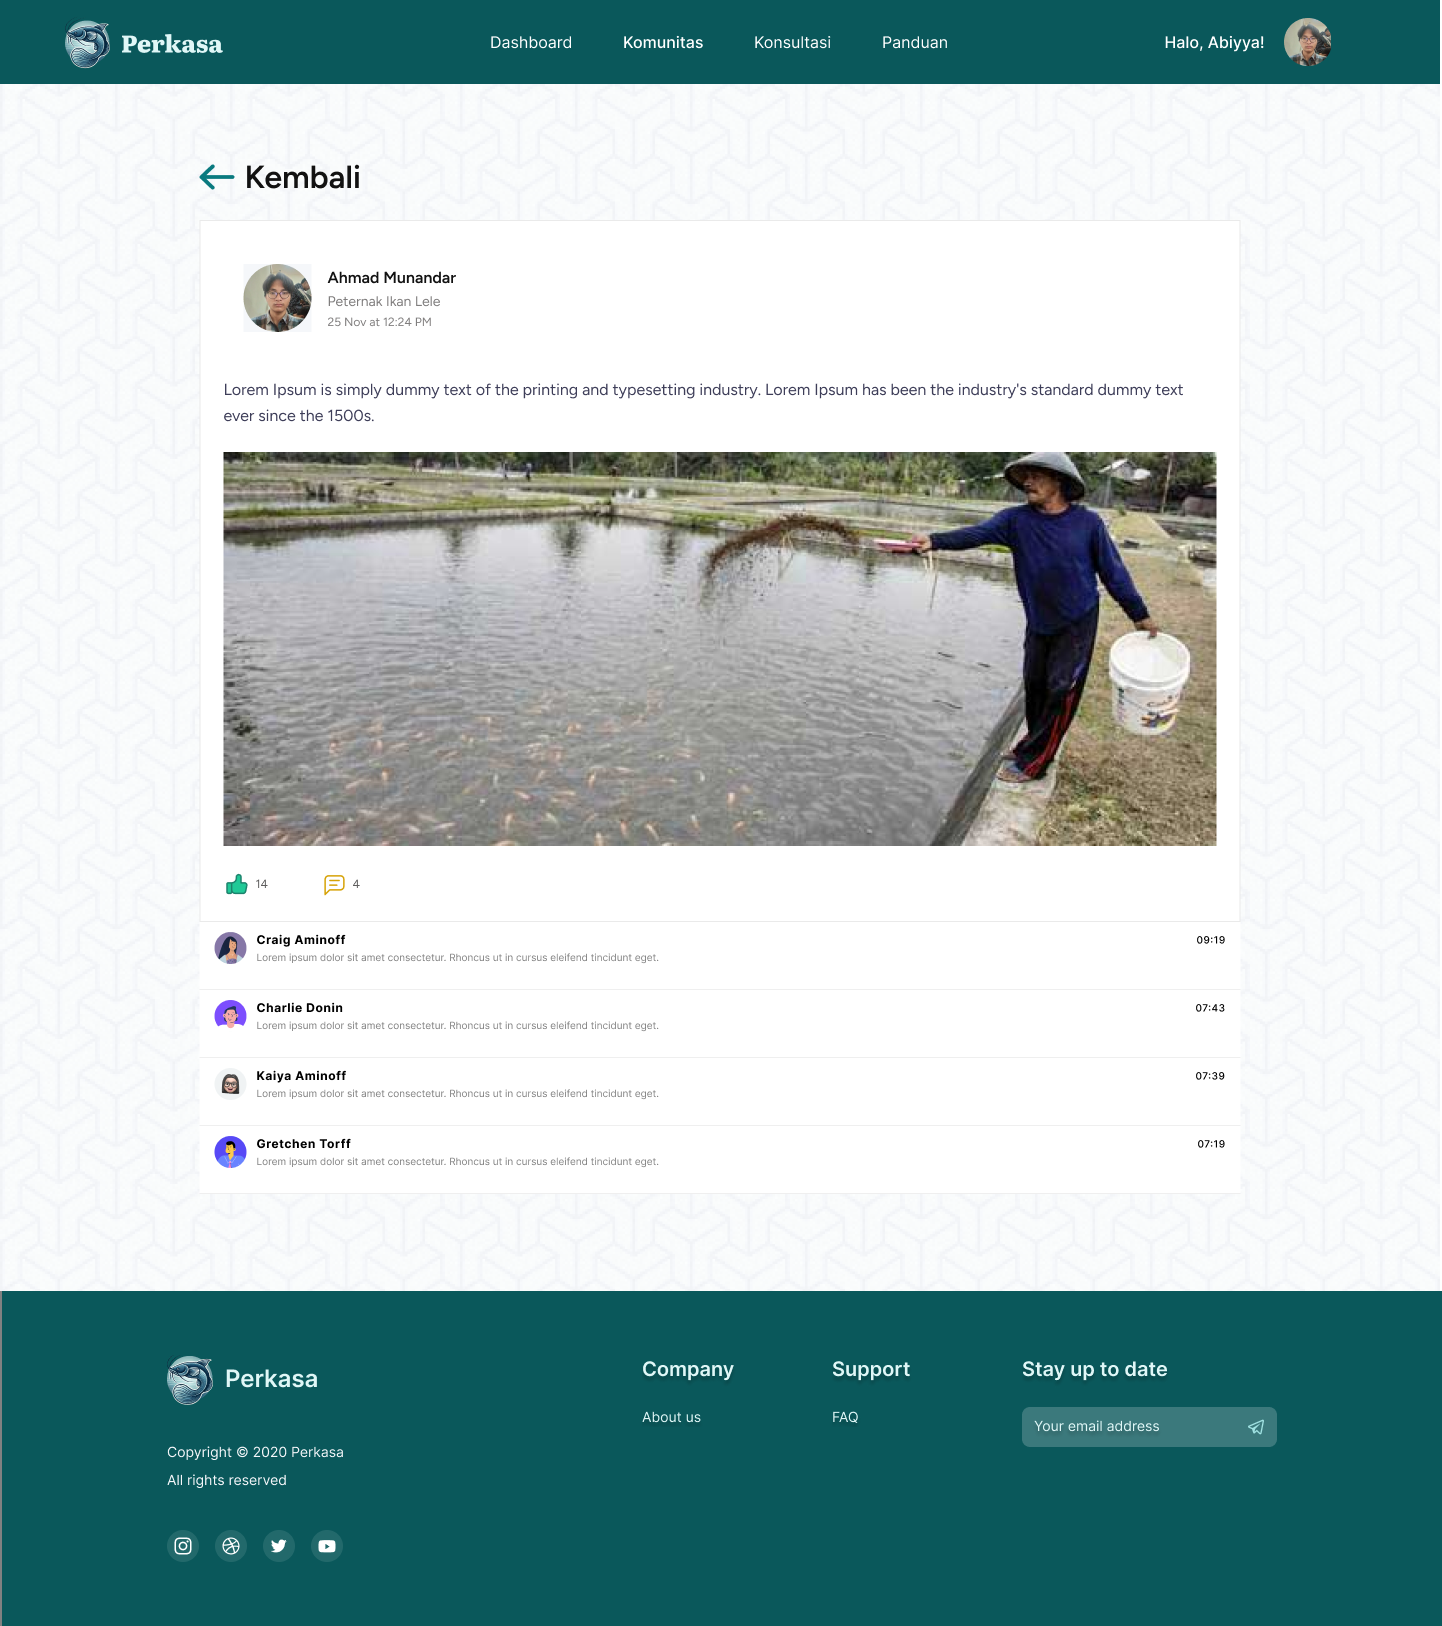 Perkasa
Dashboard
Komunitas
Konsultasi
Panduan
Halo, Abiyya!
Kembali
Ahmad Munandar
Peternak Ikan Lele
25 Nov at 12:24 PM
Lorem Ipsum is simply dummy text of the printing and typesetting industry. Lorem Ipsum has been the industry's standard dummy text
ever since the 1500s.
14
4
Craig Aminoff
09:19
Lorem ipsum dolor sit amet consectetur. Rhoncus ut in cursus eleifend tincidunt eget.
Charlie Donin
07:43
Lorem ipsum dolor sit amet consectetur. Rhoncus ut in cursus eleifend tincidunt eget.
Kaiya Aminoff
07:39
Lorem ipsum dolor sit amet consectetur. Rhoncus ut in cursus eleifend tincidunt eget.
Gretchen Torff
07:19
Lorem ipsum dolor sit amet consectetur. Rhoncus ut in cursus eleifend tincidunt eget.
Perkasa
Copyright © 2020 Perkasa
All rights reserved
Company
About us
Support
FAQ
Stay up to date
Your email address